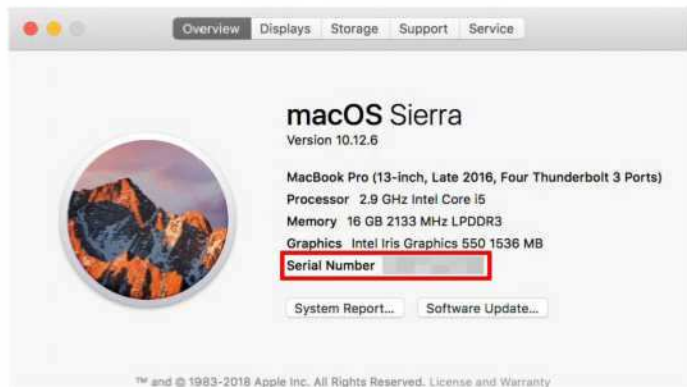 Overview Displays Storage Support Service
macOS Sierra
Version 10.12.6
MacBook Pro (13-inch, Late 2016, Four Thunderbolt 3 Ports)
Processor 2.9 GHz Intel Core i5
Memory 16 GB 2133 MHz LPDDR3
Graphics Intel Iris Graphics 550 1536 MB
Serial Number
System Report... Software Update...
™ and © 1983-2018 Apple Inc. All Rights Reserved. License and Warranty